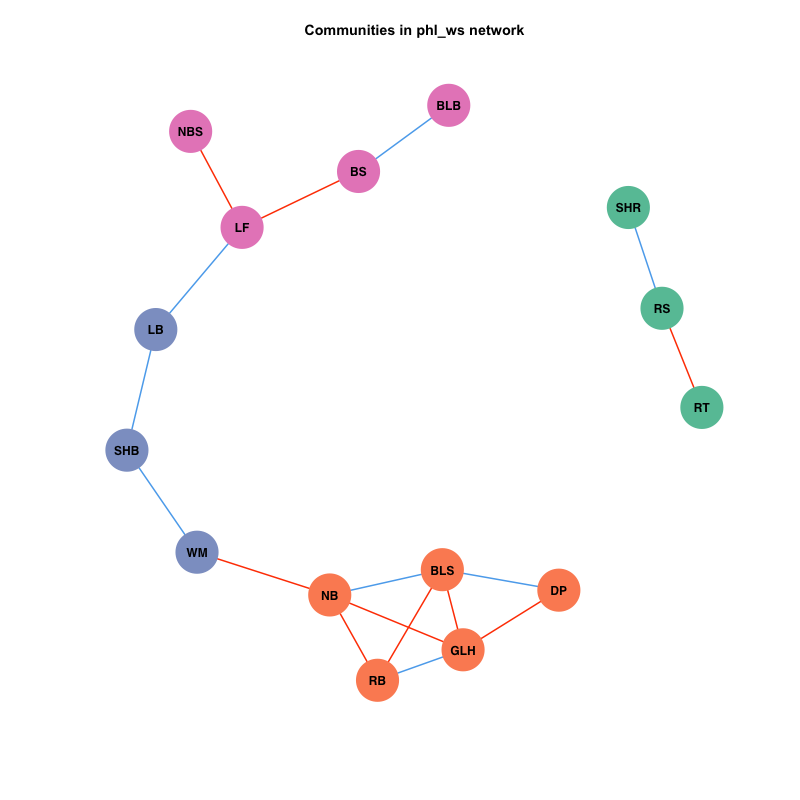 Communities in phl_ws network
BLB
NBS
BS
SHR
LF
RS
LB
RT
SHB
WM
BLS
DP
NB
GLH
RB